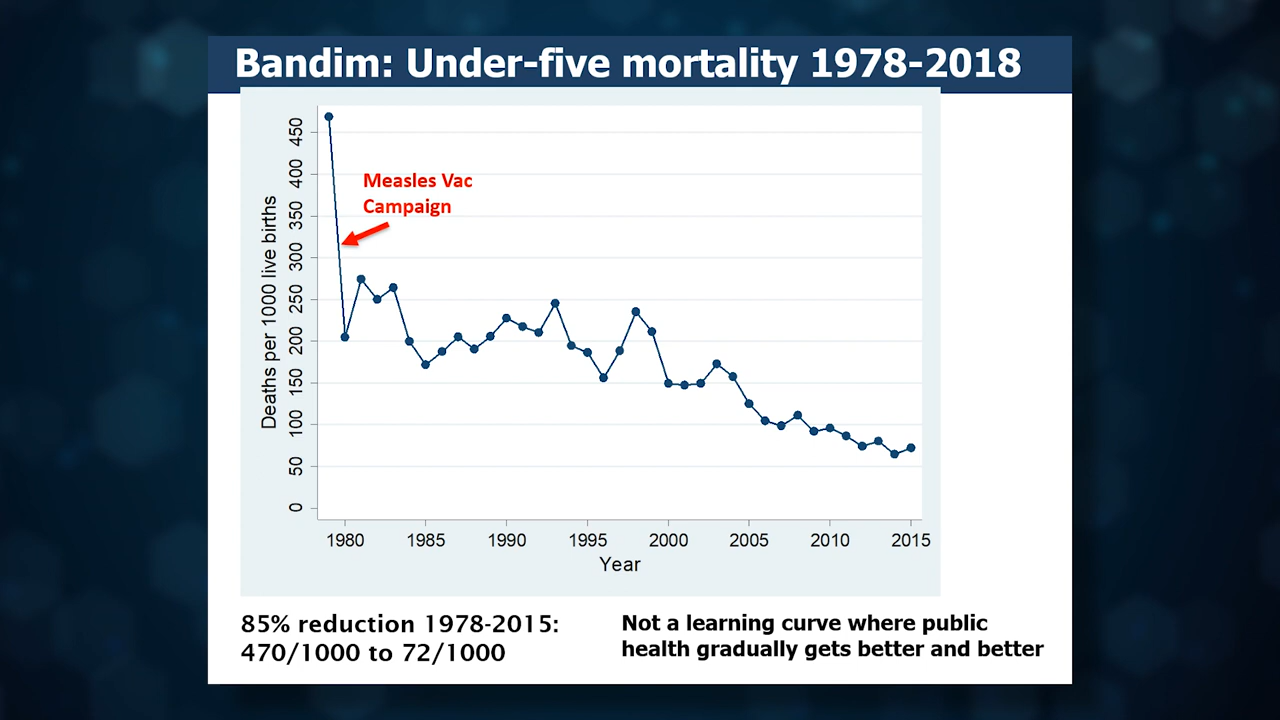 Bandim: Under-five mortality 1978-2018
450
400
350
300
250
200
150
100
50
0
Deaths per 1000 live births
Measles Vac
Campaign
1980 1985 1990 1995 2000 2005 2010 2015
Year
85% reduction 1978-2015:
470/1000 to 72/1000
Not a learning curve where public
health gradually gets better and better